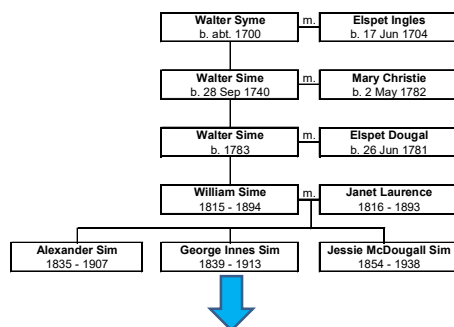 Walter Syme m. Elspet Ingles
b. abt. 1700 b. 17 Jun 1704
Walter Sime m. Mary Christie
b. 28 Sep 1740 b. 2 May 1782
Walter Sime m. Elspet Dougal
b. 1783 b. 26 Jun 1781
William Sime m. Janet Laurence
1815 - 1894 1816 - 1893
Alexander Sim George Innes Sim Jessie McDougall Sim
1835 - 1907 1839 - 1913 1854 - 1938